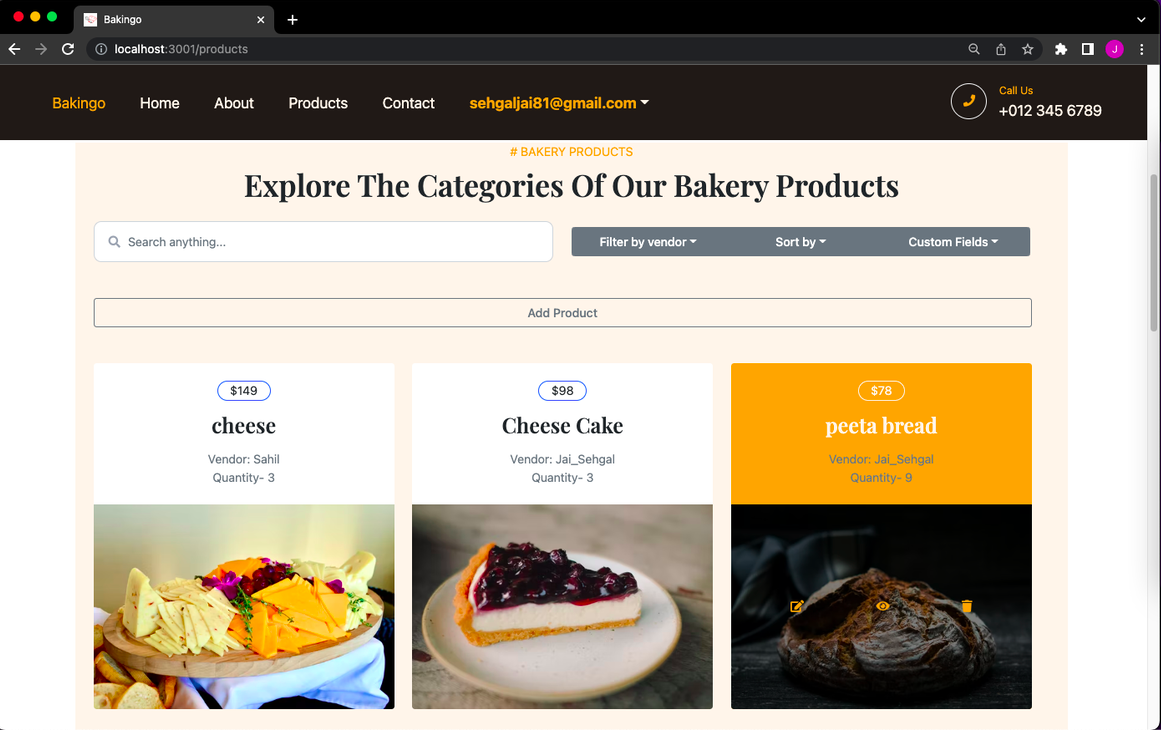 Bakingo
localhost:3001/products
J
Bakingo Home About Products Contact sehgaljai81@gmail.com
Call Us
+012 345 6789
# BAKERY PRODUCTS
Explore The Categories Of Our Bakery Products
Search anything...
Filter by vendor Sort by Custom Fields
Add Product
$149
cheese
Vendor: Sahil
Quantity- 3
$98
Cheese Cake
Vendor: Jai_Sehgal
Quantity- 3
$78
peeta bread
Vendor: Jai_Sehgal
Quantity- 9